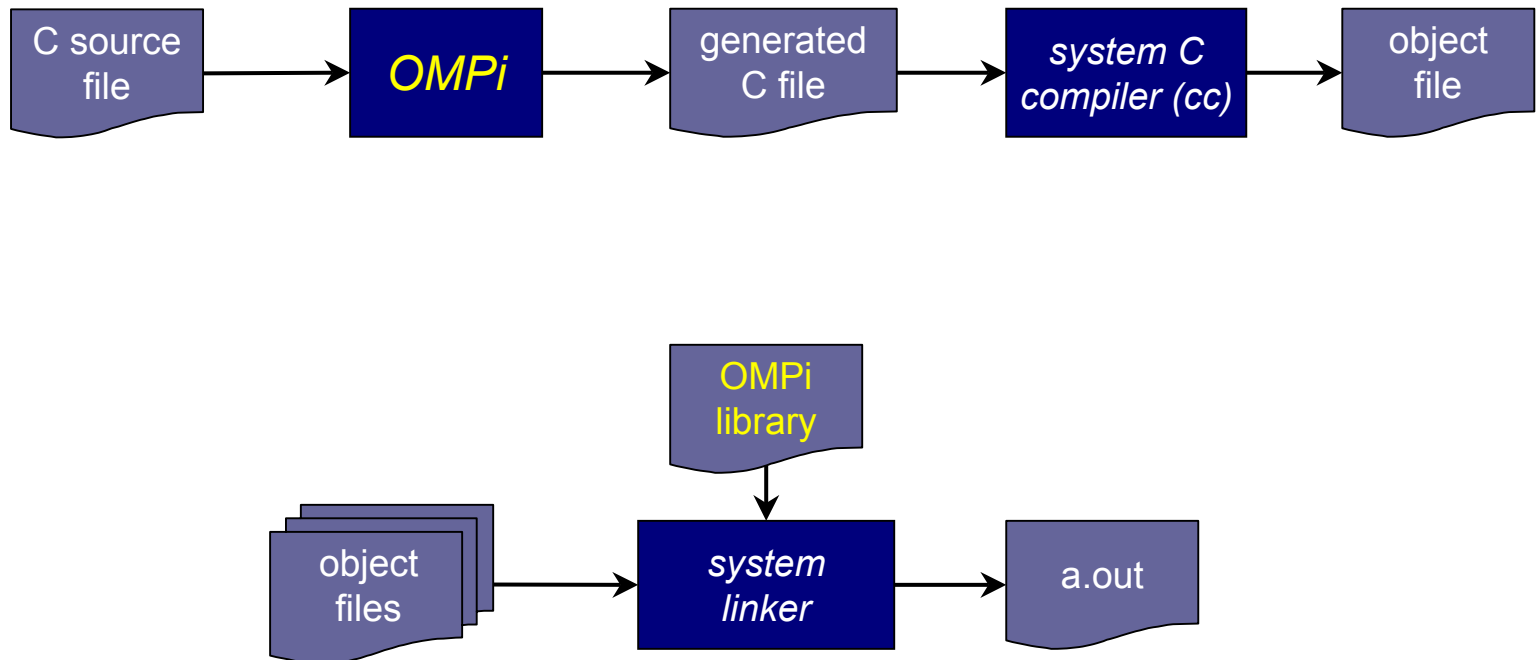 C source
file
OMPi
generated
C file
system C
compiler (cc)
object
file
OMPi
library
object
files
system
linker
a.out